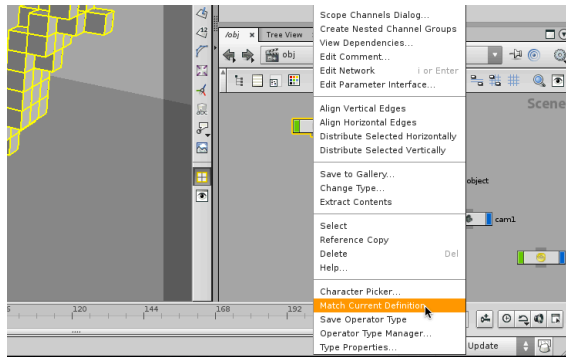 Scope Channels Dialog...
Create Nested Channel Groups
View Dependencies...
Edit Comment...
Edit Network i or Enter
Edit Parameter Interface...
Align Vertical Edges
Align Horizontal Edges
Distribute Selected Horizontally
Distribute Selected Vertically
Save to Gallery...
Change Type...
Extract Contents
Select
Reference Copy
Delete Del
Help...
Character Picker...
Match Current Definition
Save Operator Type
Operator Type Manager...
Type Properties...
/obj × Tree View
obj
Scene
object
cam1
120 144 168 192
Update